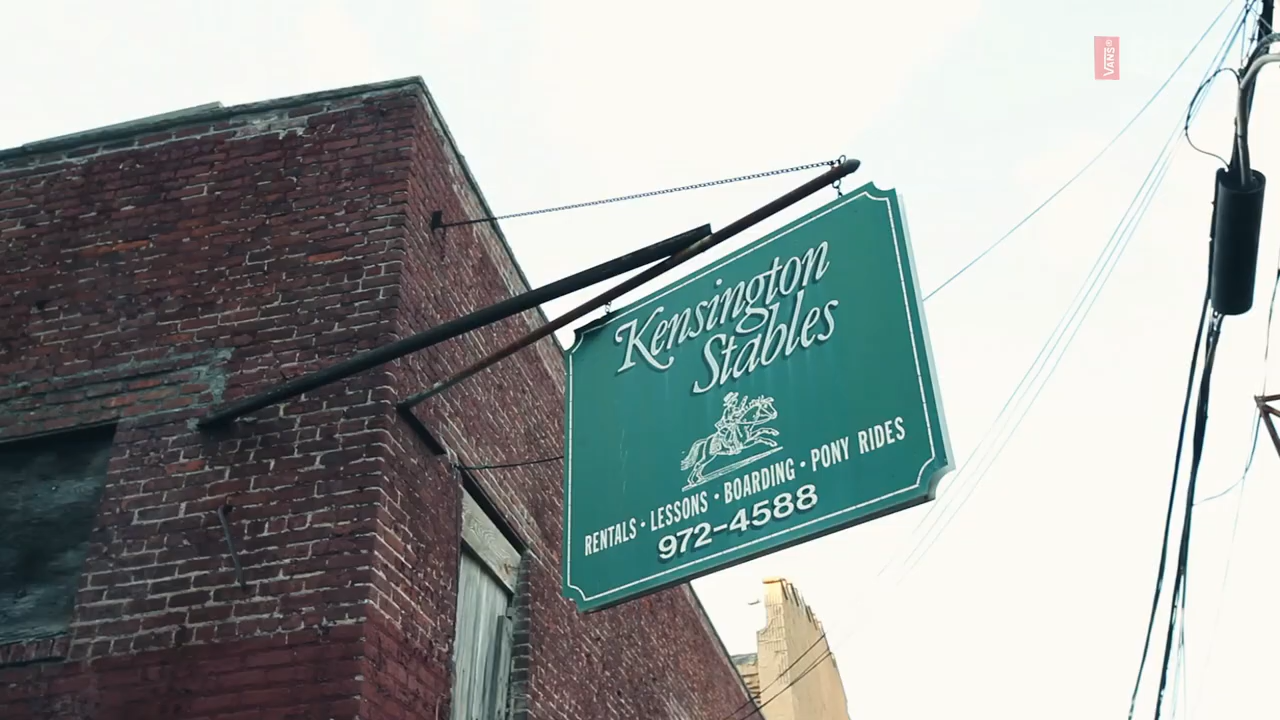 VANS
Kensington
Stables
RENTALS · LESSONS · BOARDING · PONY RIDES
972-4588